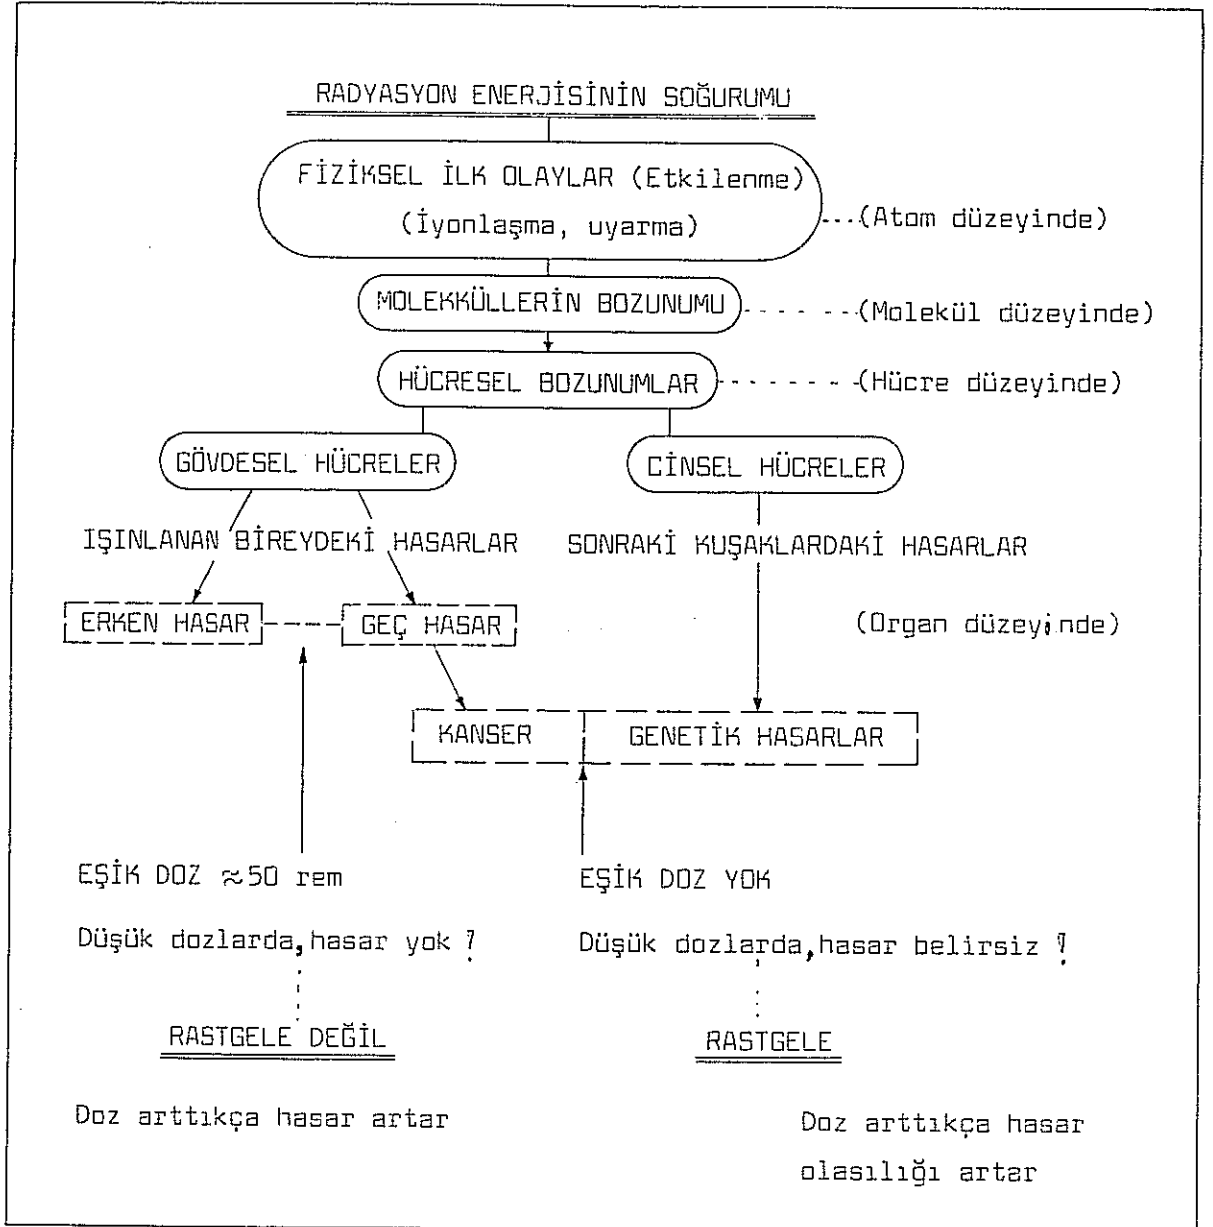 RADYASYON ENERJİSİNİN SOĞURUMU
FİZİKSEL İLK OLAYLAR (Etkilenme)
(İyonlaşma, uyarma)
(Atom düzeyinde)
MOLEKKÜLLERİN BOZUNUMU
(Molekül düzeyinde)
HÜCRESEL BOZUNUMLAR
(Hücre düzeyinde)
GÖVDESEL HÜCRELER
CİNSEL HÜCRELER
IŞINLANAN BİREYDEKİ HASARLAR
SONRAKİ KUŞAKLARDAKİ HASARLAR
ERKEN HASAR
GEÇ HASAR
(Organ düzeyinde)
KANSER
GENETİK HASARLAR
EŞİK DOZ ≈50 rem
Düşük dozlarda,hasar yok ?
RASTGELE DEĞİL
Doz arttıkça hasar artar
EŞİK DOZ YOK
Düşük dozlarda,hasar belirsiz ?
RASTGELE
Doz arttıkça hasar
olasılığı artar